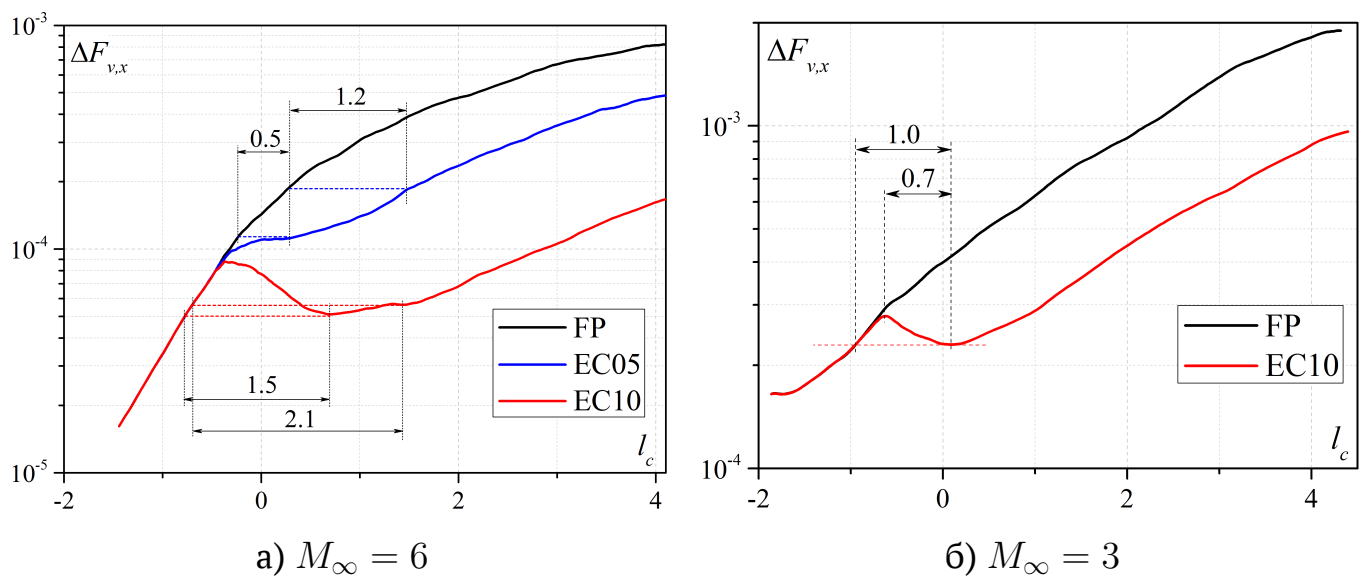 10⁻³
ΔF_{v,x}
1.2
0.5
10⁻⁴
FP
EC05
EC10
1.5
2.1
l_c
10⁻⁵
-2 0 2 4
а) M_∞ = 6
ΔF_{v,x}
10⁻³
1.0
0.7
FP
EC10
l_c
10⁻⁴
-2 0 2 4
б) M_∞ = 3